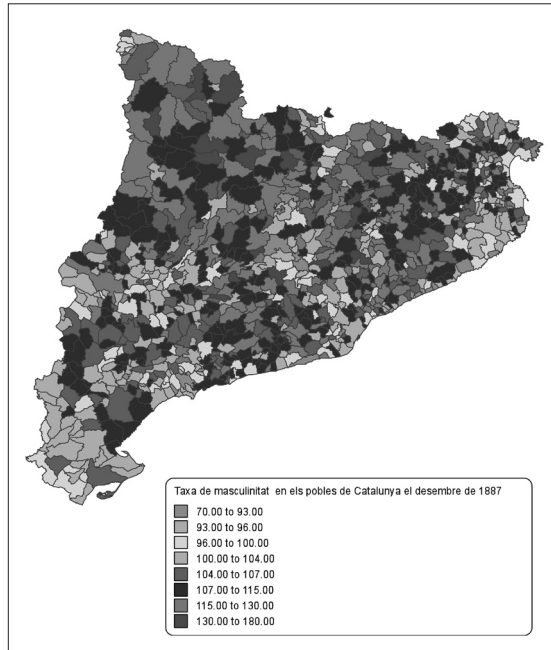 Taxa de masculinitat en els pobles de Catalunya el desembre de 1887
70.00 to 93.00
93.00 to 96.00
96.00 to 100.00
100.00 to 104.00
104.00 to 107.00
107.00 to 115.00
115.00 to 130.00
130.00 to 180.00